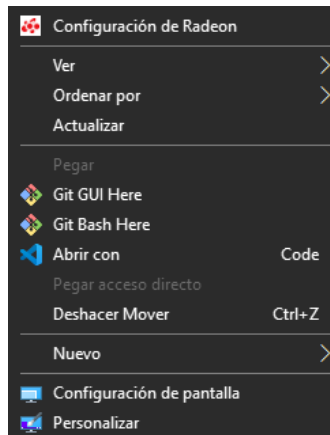 Configuración de Radeon
Ver
Ordenar por
Actualizar
Pegar
Git GUI Here
Git Bash Here
Abrir con Code
Pegar acceso directo
Deshacer Mover Ctrl+Z
Nuevo
Configuración de pantalla
Personalizar